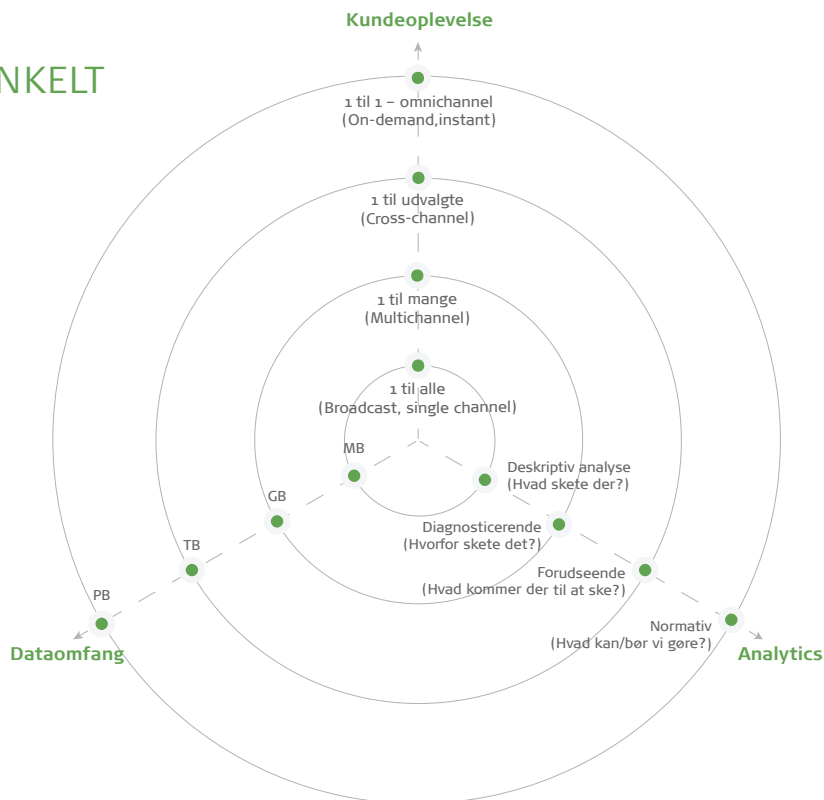 Kundeoplevelse
NKELT
1 til 1 – omnichannel
(On-demand,instant)
1 til udvalgte
(Cross-channel)
1 til mange
(Multichannel)
1 til alle
(Broadcast, single channel)
MB
Deskriptiv analyse
(Hvad skete der?)
GB
Diagnosticerende
(Hvorfor skete det?)
TB
Forudseende
(Hvad kommer der til at ske?)
PB
Normativ
(Hvad kan/bør vi gøre?)
Dataomfang
Analytics